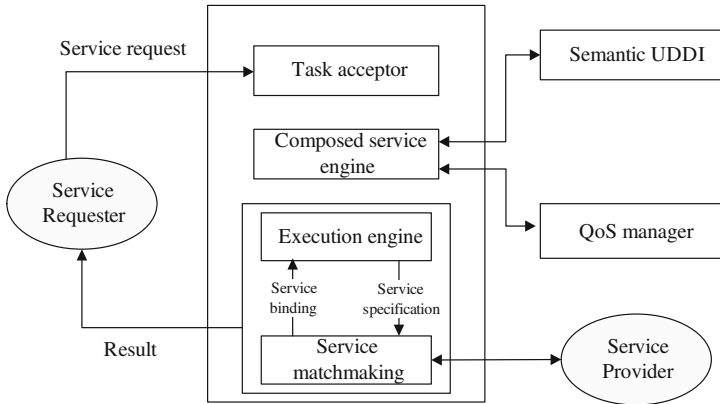 Service request
Task acceptor
Semantic UDDI
Composed service
engine
Service
Requester
QoS manager
Execution engine
Service
binding
Service
specification
Result
Service
matchmaking
Service
Provider